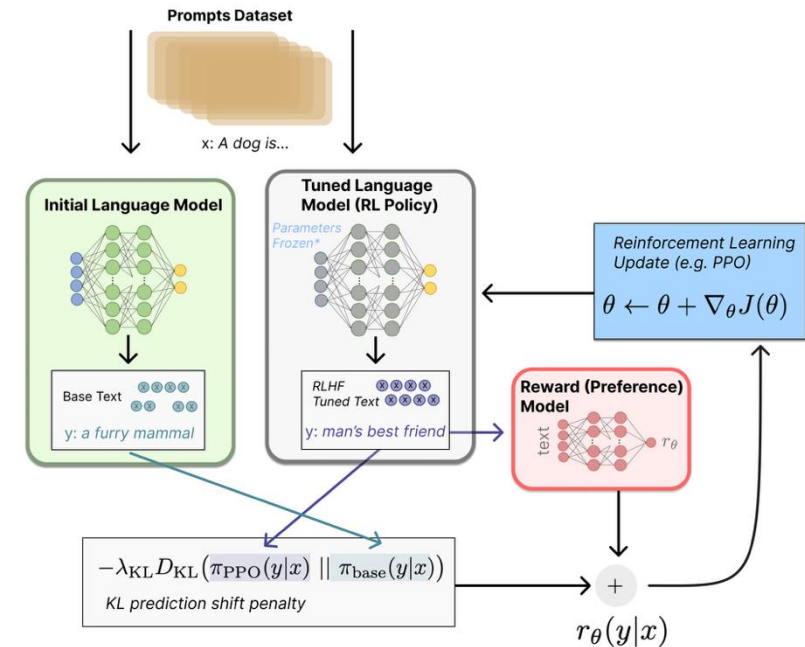 Prompts Dataset
x: A dog is...
Initial Language Model
Base Text
x x x x
x x x x
y: a furry mammal
Tuned Language
Model (RL Policy)
Parameters
Frozen*
RLHF
Tuned Text
x x x x
x x x x
y: man's best friend
Reinforcement Learning
Update (e.g. PPO)
θ ← θ + ∇θJ(θ)
Reward (Preference)
Model
text
rθ
−λKL DKL(πPPO(y|x) || πbase(y|x))
KL prediction shift penalty
+
rθ(y|x)